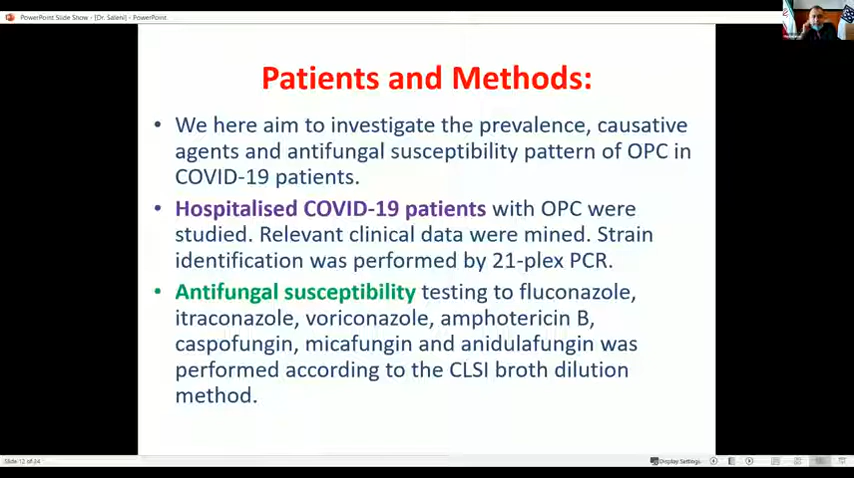 PowerPoint Slide Show - [Dr. Salehi] - PowerPoint
Patients and Methods:
• We here aim to investigate the prevalence, causative
agents and antifungal susceptibility pattern of OPC in
COVID-19 patients.
• Hospitalised COVID-19 patients with OPC were
studied. Relevant clinical data were mined. Strain
identification was performed by 21-plex PCR.
• Antifungal susceptibility testing to fluconazole,
itraconazole, voriconazole, amphotericin B,
caspofungin, micafungin and anidulafungin was
performed according to the CLSI broth dilution
method.
Slide 12 of 24
Display Settings